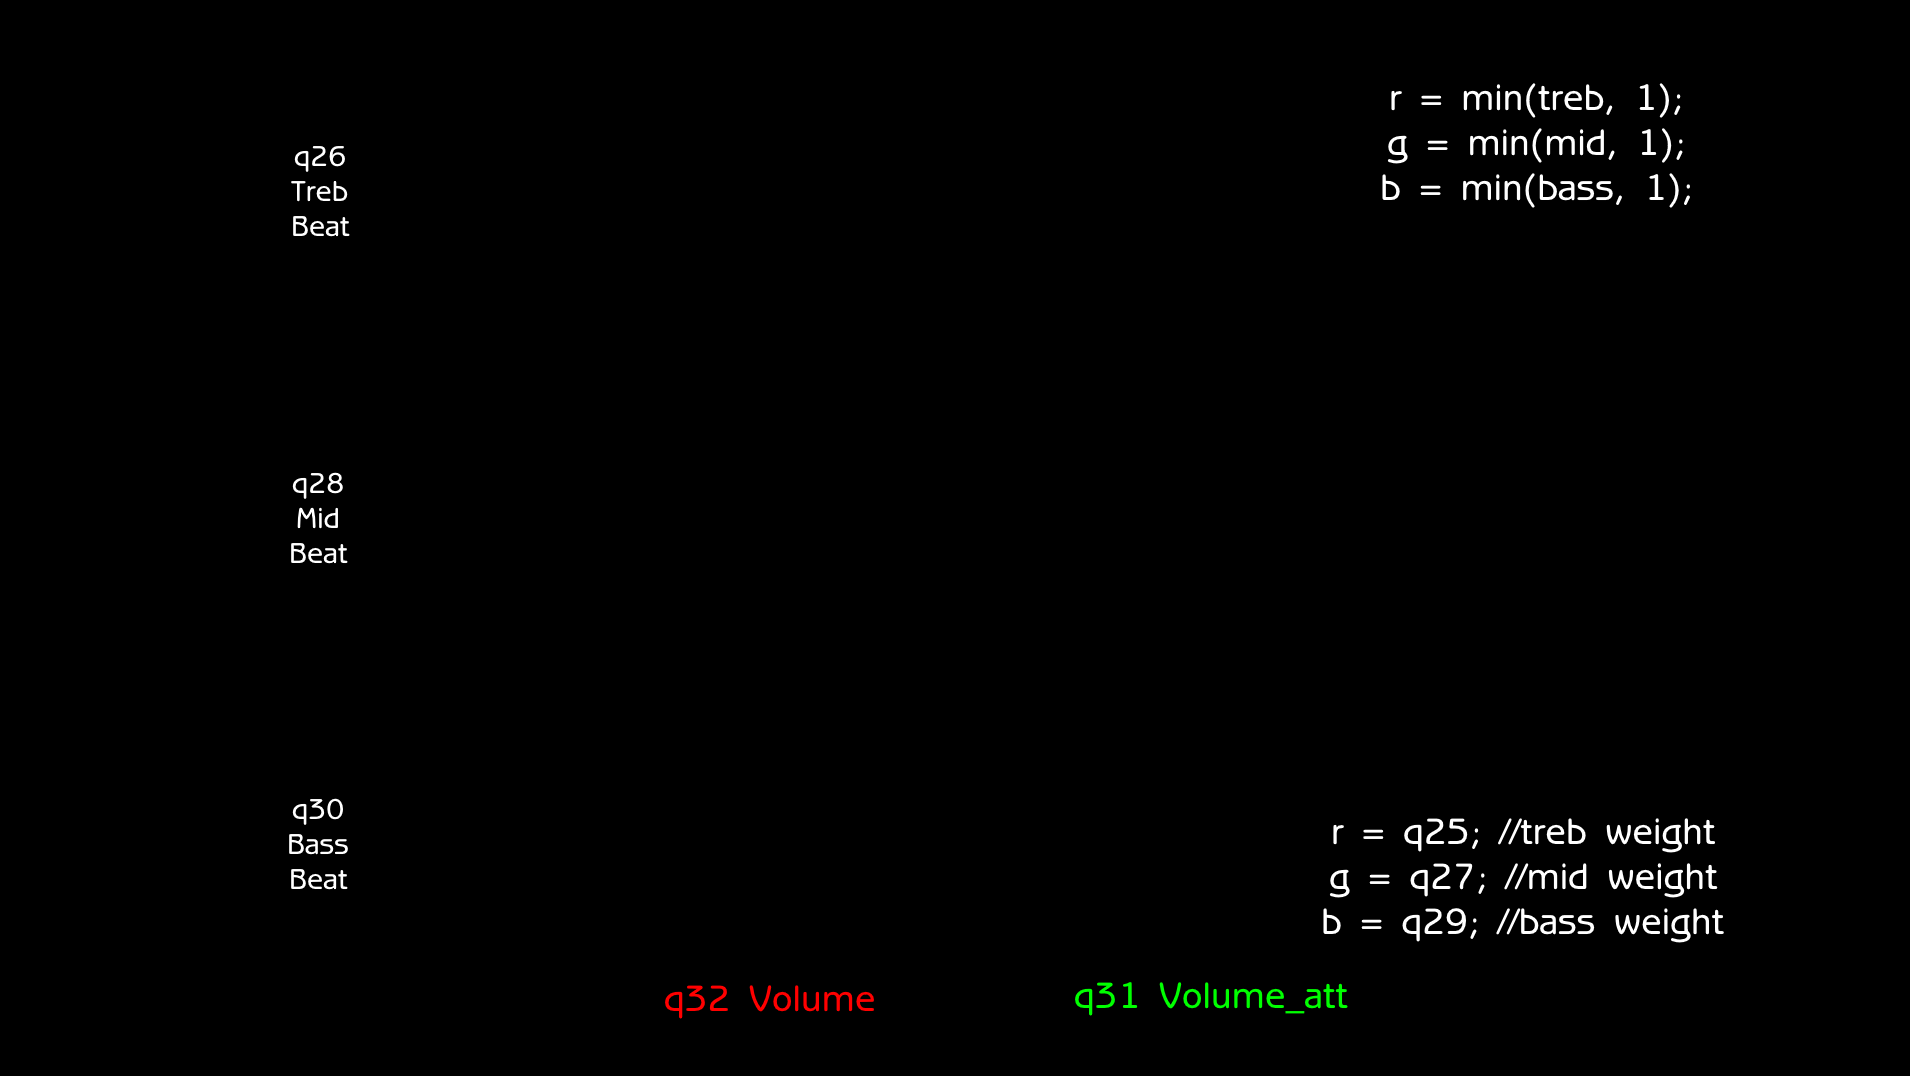 r = min(treb, 1);
g = min(mid, 1);
b = min(bass, 1);
q26
Treb
Beat
q28
Mid
Beat
q30
Bass
Beat
r = q25; //treb weight
g = q27; //mid weight
b = q29; //bass weight
q32 Volume
q31 Volume_att